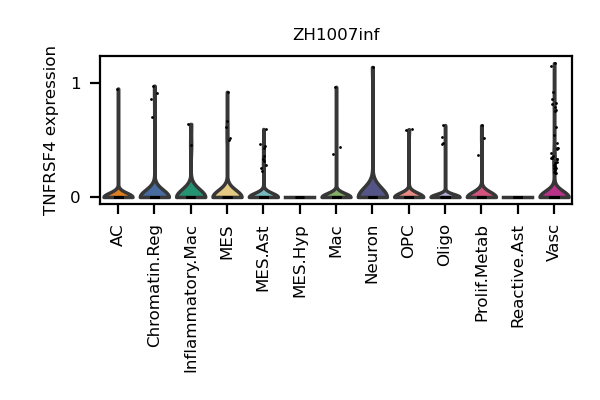 ZH1007inf
TNFRSF4 expression
1
0
AC
Chromatin.Reg
Inflammatory.Mac
MES
MES.Ast
MES.Hyp
Mac
Neuron
OPC
Oligo
Prolif.Metab
Reactive.Ast
Vasc